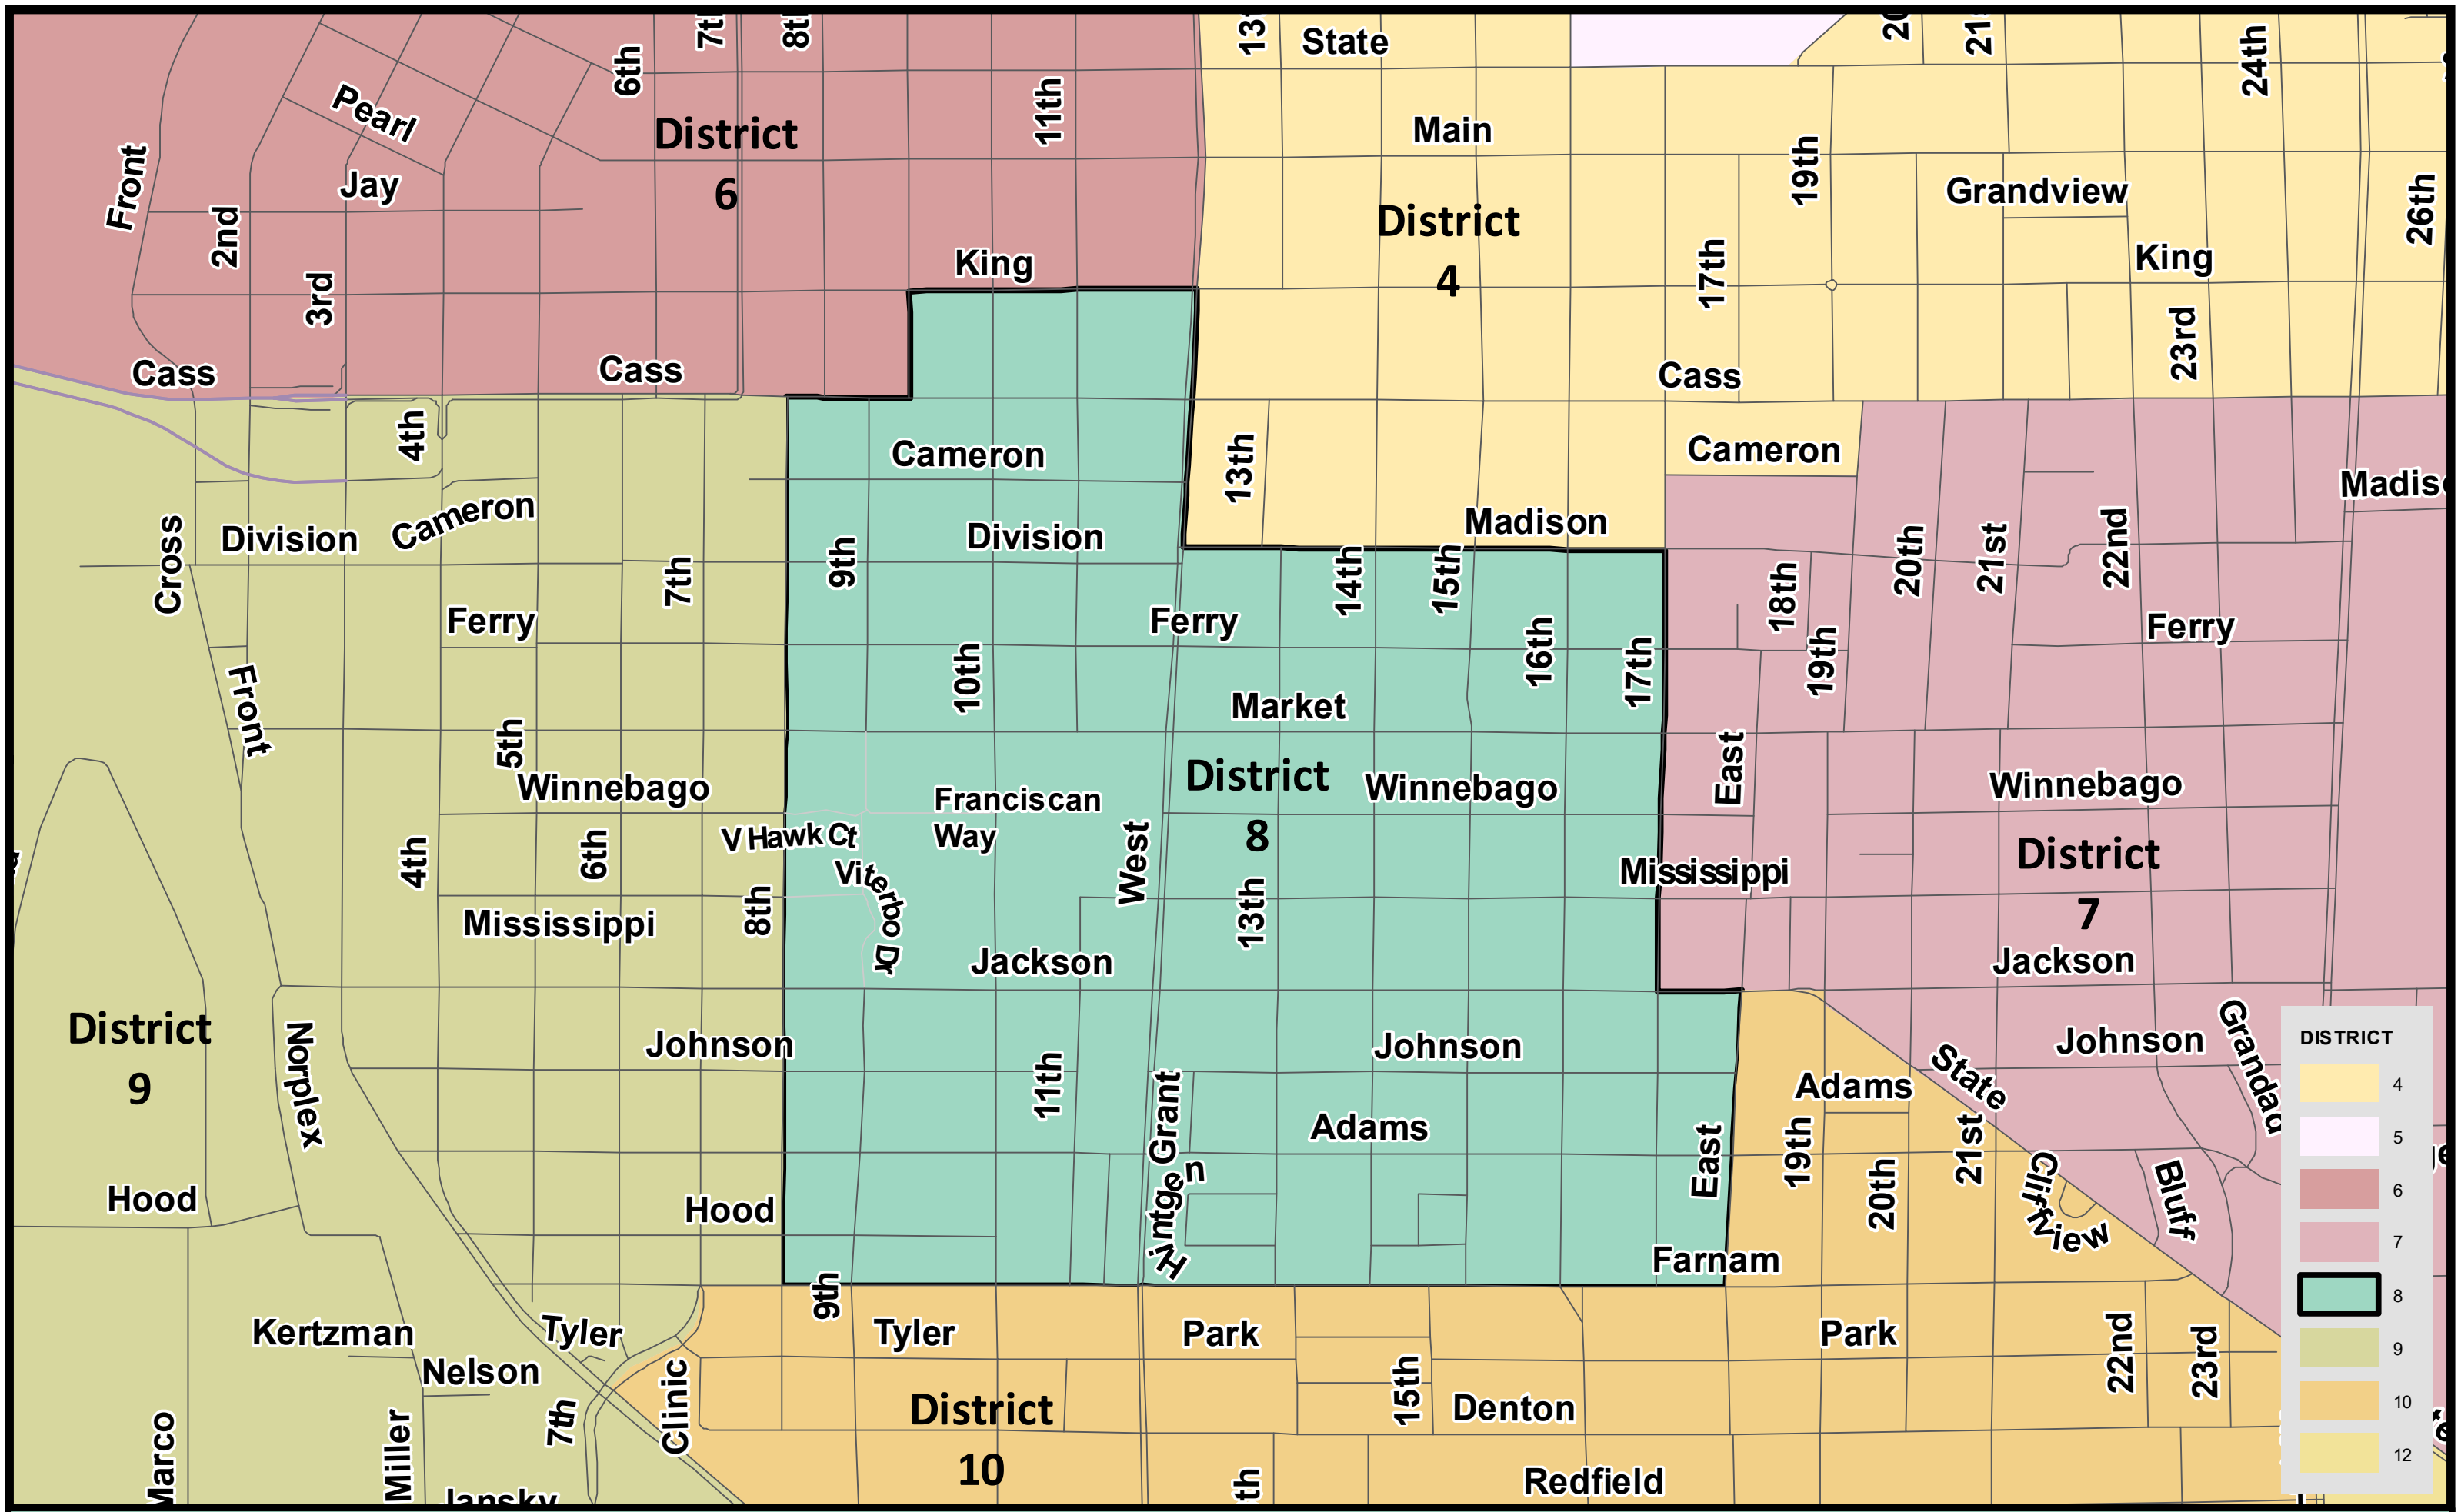 State
Pearl
6th
11th
District
6
Main
19th
Grandview
24th
26th
Front
2nd
Jay
3rd
King
District
4
17th
King
23rd
Cass
Cass
Cass
4th
Cameron
13th
Cameron
Cross
Division
Cameron
7th
9th
Division
Madison
14th
15th
18th
20th
21st
22nd
Ferry
Ferry
Ferry
10th
16th
17th
19th
Front
5th
Market
East
Winnebago
District
8
Winnebago
Winnebago
Franciscan
Way
V Hawk Ct
Viterbo Dr
West
4th
6th
8th
Mississippi
Mississippi
13th
District
7
Jackson
Jackson
District
9
Norplex
Johnson
Johnson
Johnson
11th
Grant
Adams
Adams
State
East
19th
20th
21st
Cliffview
Bluff
Hood
Hood
Hintgen
Farnam
9th
Kertzman
Tyler
Tyler
Park
Park
Nelson
7th
Clinic
Marco
Miller
District
10
15th
Denton
22nd
23rd
Redfield
DISTRICT
4
5
6
7
8
9
10
12